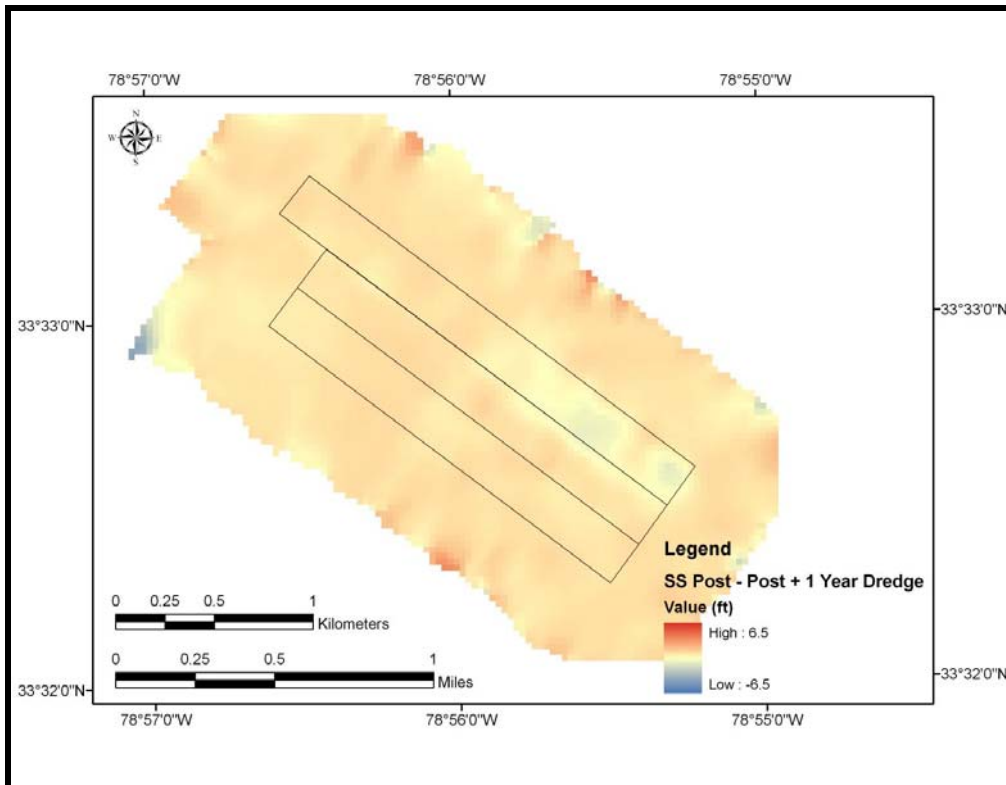 78°57'0"W 78°56'0"W 78°55'0"W
N
W E
S
33°33'0"N 33°33'0"N
Legend
SS Post - Post + 1 Year Dredge
Value (ft)
High : 6.5
Low : -6.5
0 0.25 0.5 1
Kilometers
0 0.25 0.5 1
Miles
33°32'0"N 33°32'0"N
78°57'0"W 78°56'0"W 78°55'0"W